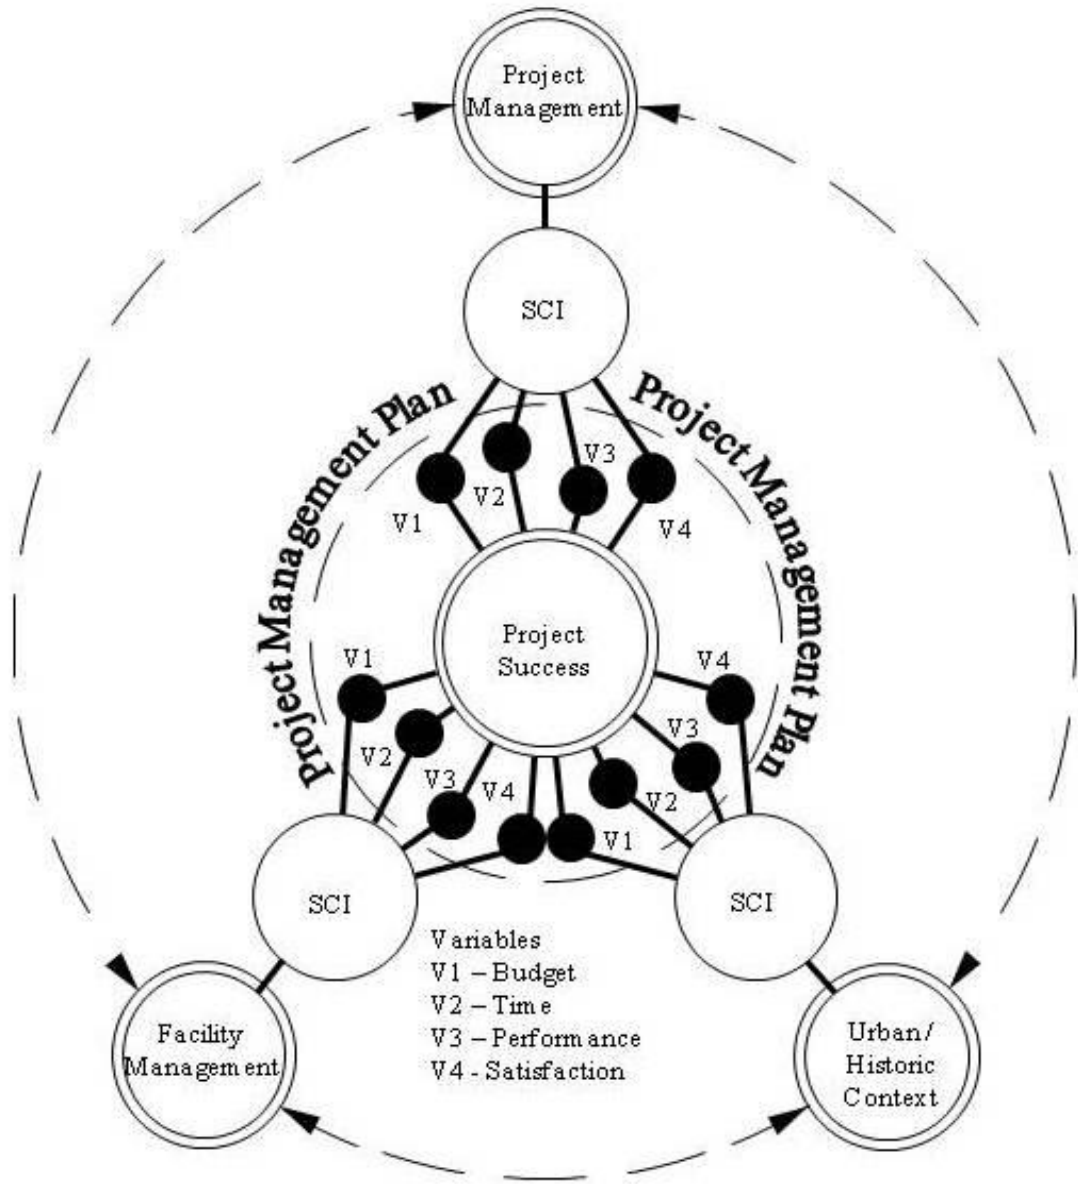 Project
Management
SCI
Project Management Plan
Project Management Plan
V3
V2
V1
V4
Project
Success
V1
V4
V2
V3
V3
V4
V2
V1
SCI
SCI
Variables
V1 – Budget
V2 – Time
V3 – Performance
V4 - Satisfaction
Facility
Management
Urban/
Historic
Context